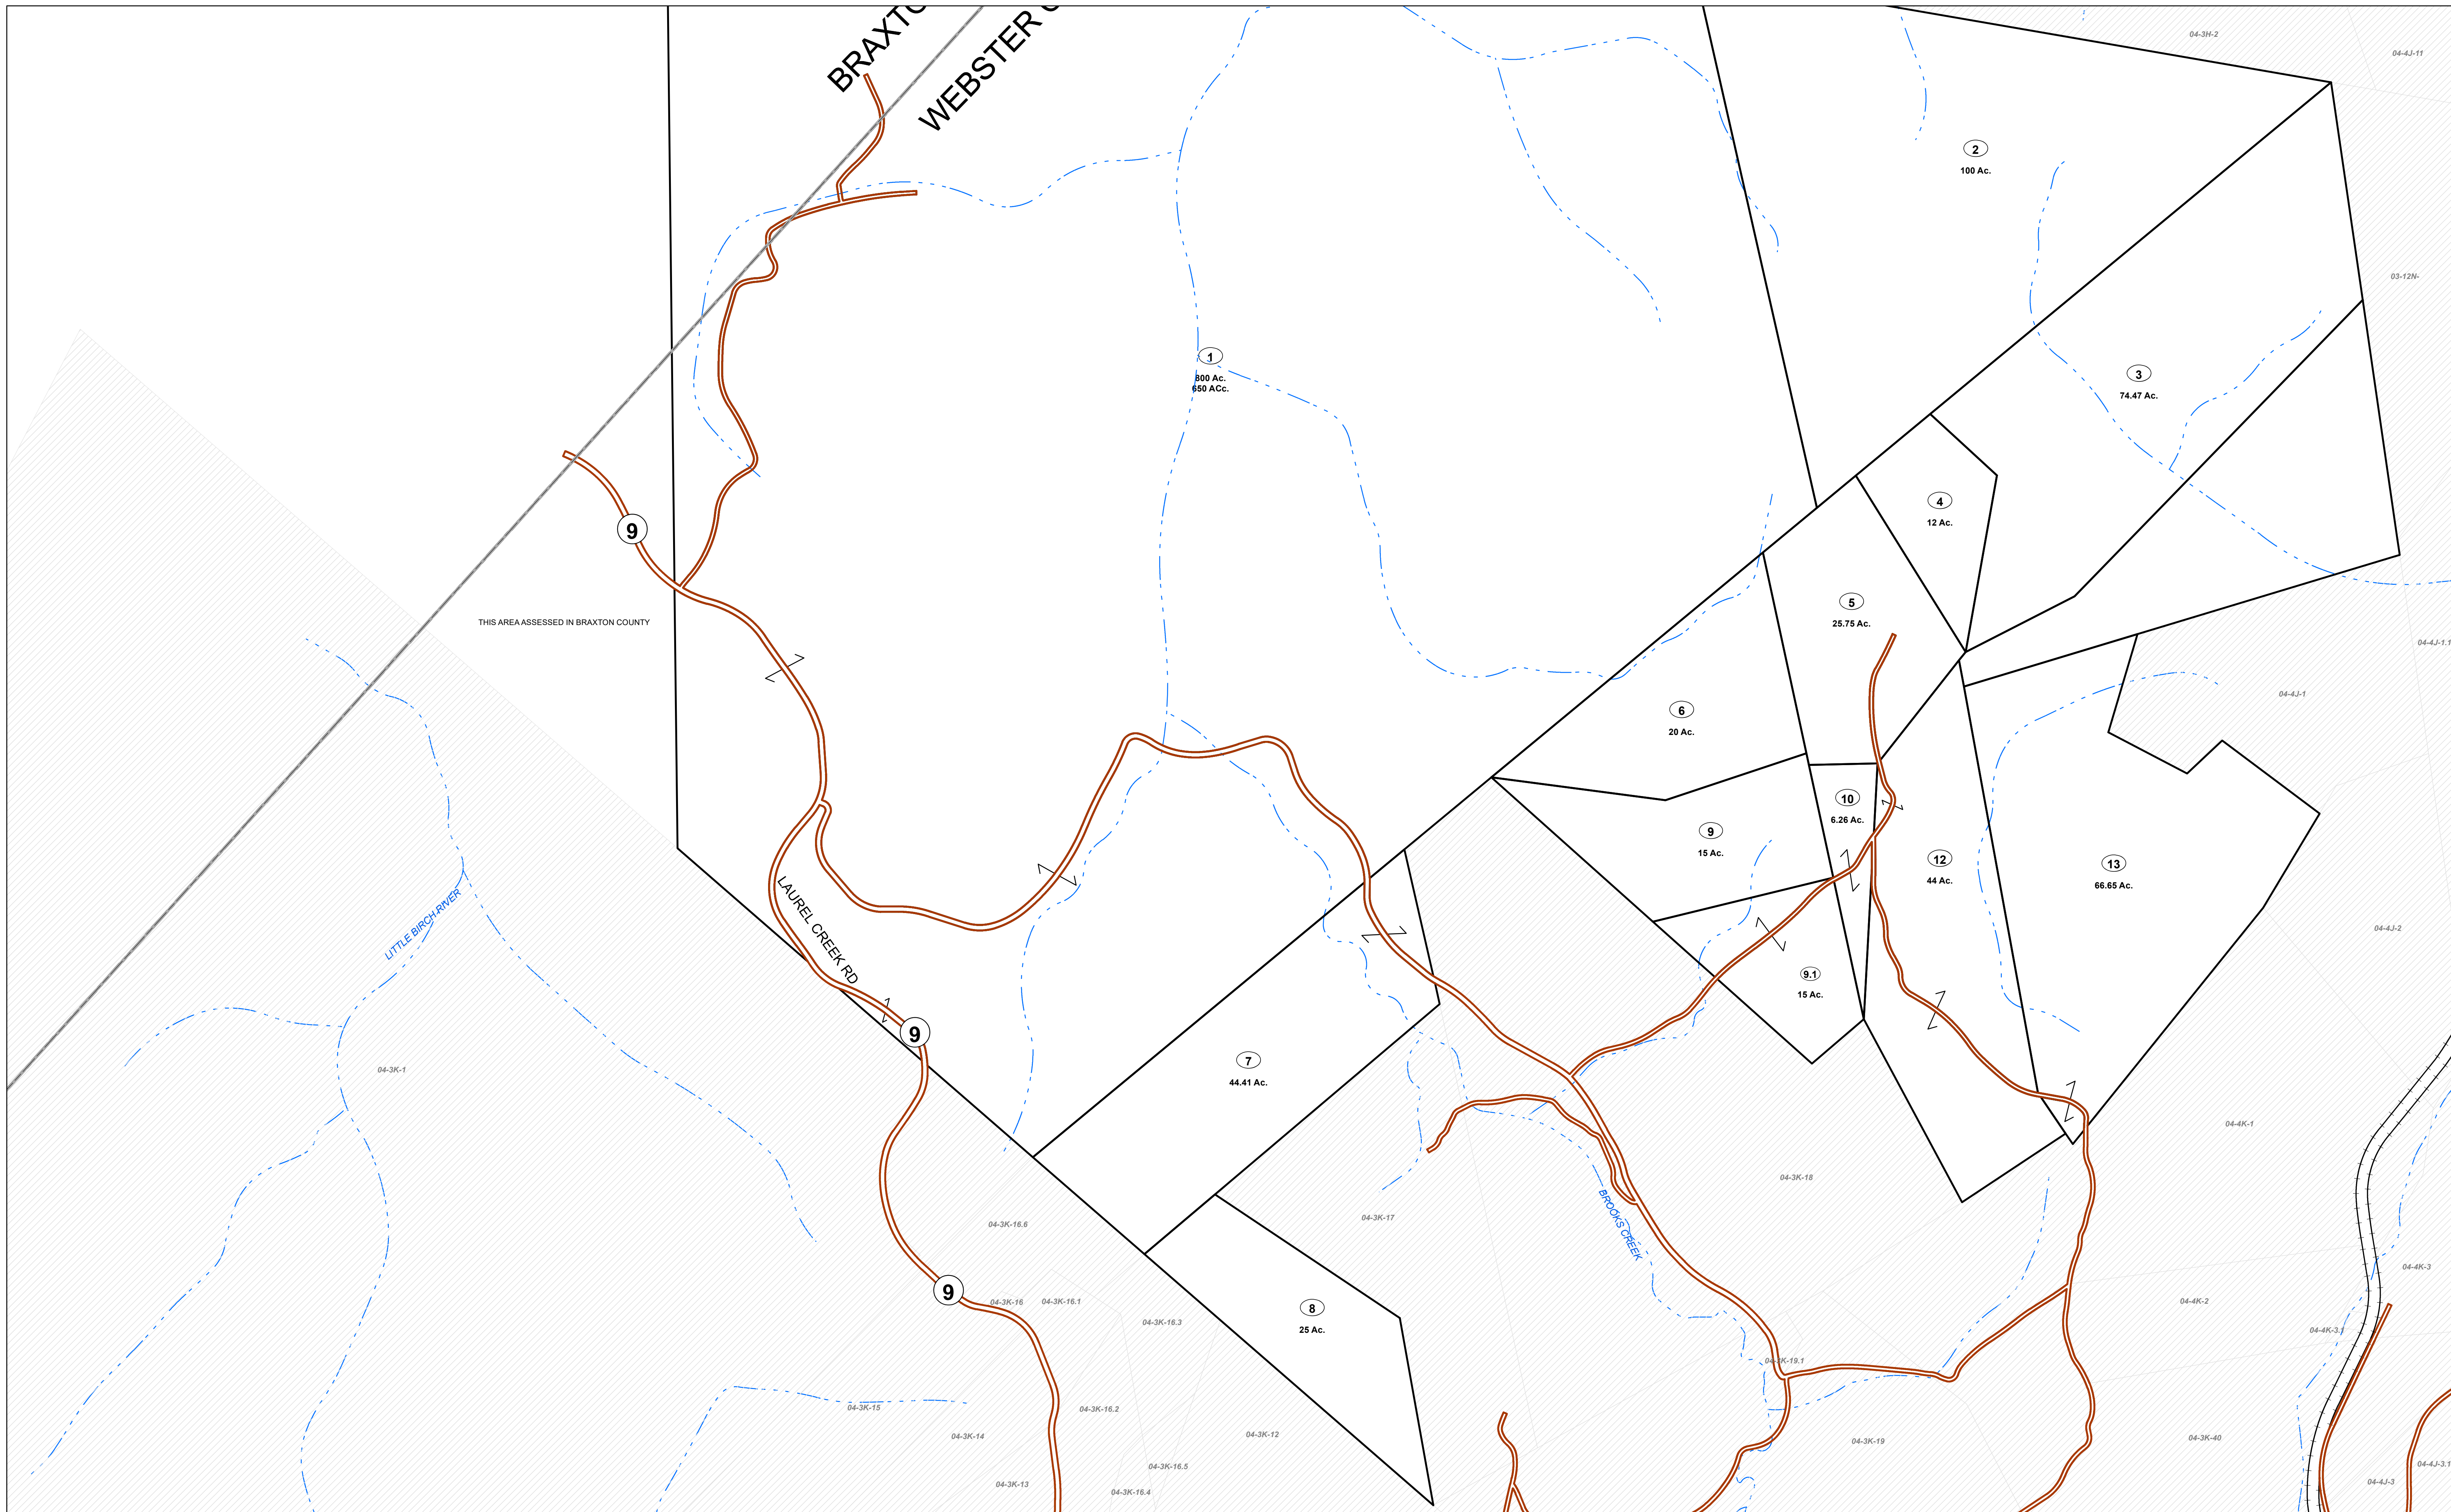 BRAXTO
WEBSTER C
04-3H-2
04-4J-11
2
100 Ac.
03-12N-
1
800 Ac.
650 ACc.
3
74.47 Ac.
4
12 Ac.
9
THIS AREA ASSESSED IN BRAXTON COUNTY
5
25.75 Ac.
04-4J-1.1
04-4J-1
6
20 Ac.
10
6.26 Ac.
9
15 Ac.
12
44 Ac.
13
66.65 Ac.
LITTLE BIRCH RIVER
LAUREL CREEK RD
04-4J-2
9.1
15 Ac.
9
7
44.41 Ac.
04-3K-1
04-4K-1
04-3K-18
04-3K-16.6
04-3K-17
BROOKS CREEK
04-4K-3
9
04-3K-16
04-3K-16.1
04-4K-2
8
25 Ac.
04-3K-16.3
04-4K-3.1
04-3K-19.1
04-3K-15
04-3K-16.2
04-3K-14
04-3K-12
04-3K-19
04-3K-40
04-3K-16.5
04-4J-3.1
04-3K-13
04-3K-16.4
04-4J-3